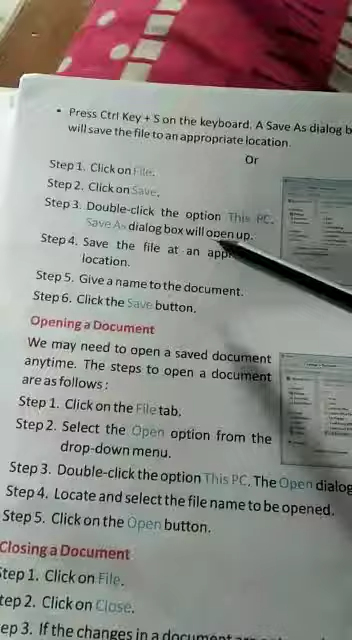 • Press Ctrl Key + S on the keyboard. A Save As dialog b
will save the file to an appropriate location.
Or
Step 1. Click on File.
Step 2. Click on Save.
Step 3. Double-click the option This PC.
Save As dialog box will open up.
Step 4. Save the file at an
location.
Step 5. Give a name to the document.
Step 6. Click the Save button.
Opening a Document
We may need to open a saved document
anytime. The steps to open a document
are as follows :
Step 1. Click on the File tab.
Step 2. Select the Open option from the
drop-down menu.
Step 3. Double-click the option This PC. The Open dialog
Step 4. Locate and select the file name to be opened.
Step 5. Click on the Open button.
Closing a Document
Step 1. Click on File.
tep 2. Click on Close.
ep 3. If the changes in a document